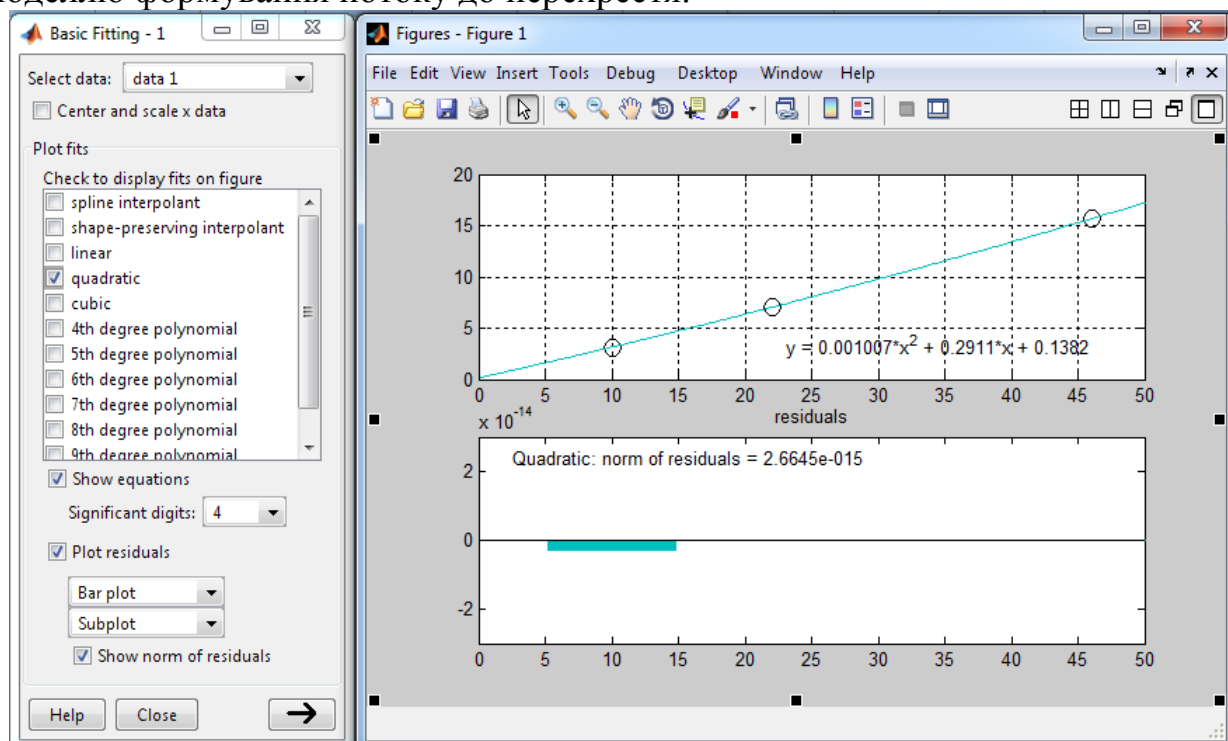 формування потоку до перехрестя.
Basic Fitting - 1
Select data: data 1
Center and scale x data
Plot fits
Check to display fits on figure
spline interpolant
shape-preserving interpolant
linear
quadratic
cubic
4th degree polynomial
5th degree polynomial
6th degree polynomial
7th degree polynomial
8th degree polynomial
9th degree polynomial
Show equations
Significant digits: 4
Plot residuals
Bar plot
Subplot
Show norm of residuals
Help Close
Figures - Figure 1
File Edit View Insert Tools Debug Desktop Window Help
20
15
10
5
0
y = 0.001007*x² + 0.2911*x + 0.1382
0 5 10 15 20 25 30 35 40 45 50
x 10⁻¹⁴
residuals
Quadratic: norm of residuals = 2.6645e-015
2
0
-2
0 5 10 15 20 25 30 35 40 45 50